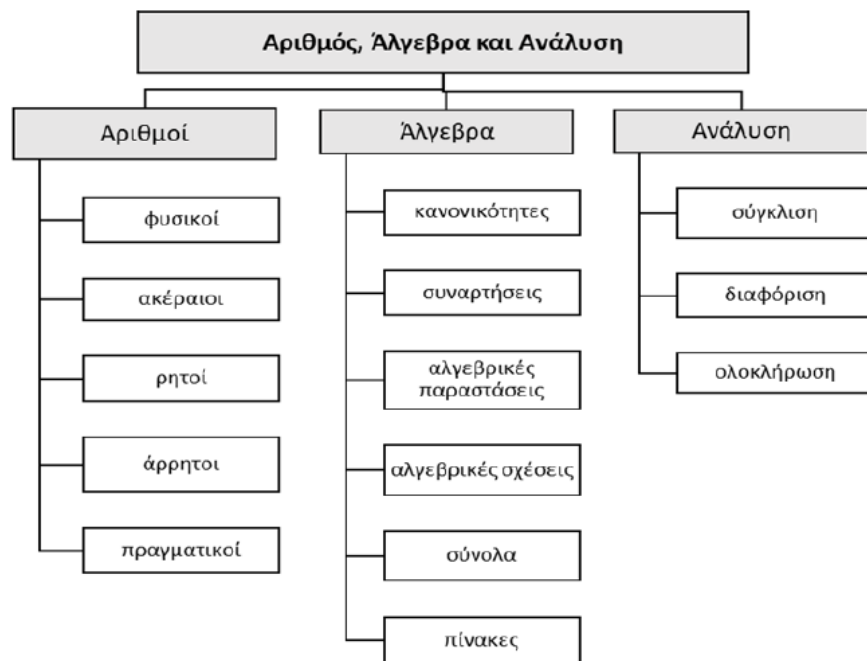 Αριθμός, Άλγεβρα και Ανάλυση
Αριθμοί
φυσικοί
ακέραιοι
ρητοί
άρρητοι
πραγματικοί
Άλγεβρα
κανονικότητες
συναρτήσεις
αλγεβρικές
παραστάσεις
αλγεβρικές σχέσεις
σύνολα
πίνακες
Ανάλυση
σύγκλιση
διαφόριση
ολοκλήρωση